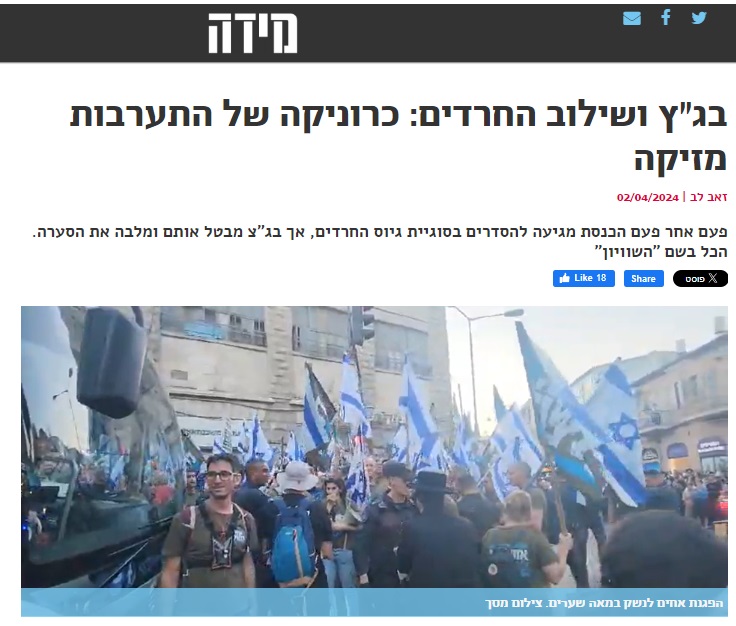 מידה
בג"ץ ושילוב החרדים: כרוניקה של התערבות
מזיקה
זאב לב | 02/04/2024
פעם אחר פעם הכנסת מגיעה להסדרים בסוגיית גיוס החרדים, אך בג"צ מבטל אותם ומלבה את הסערה.
הכל בשם "השוויון"
פוסט Share Like 18
הפגנת אחים לנשק במאה שערים. צילום מסך